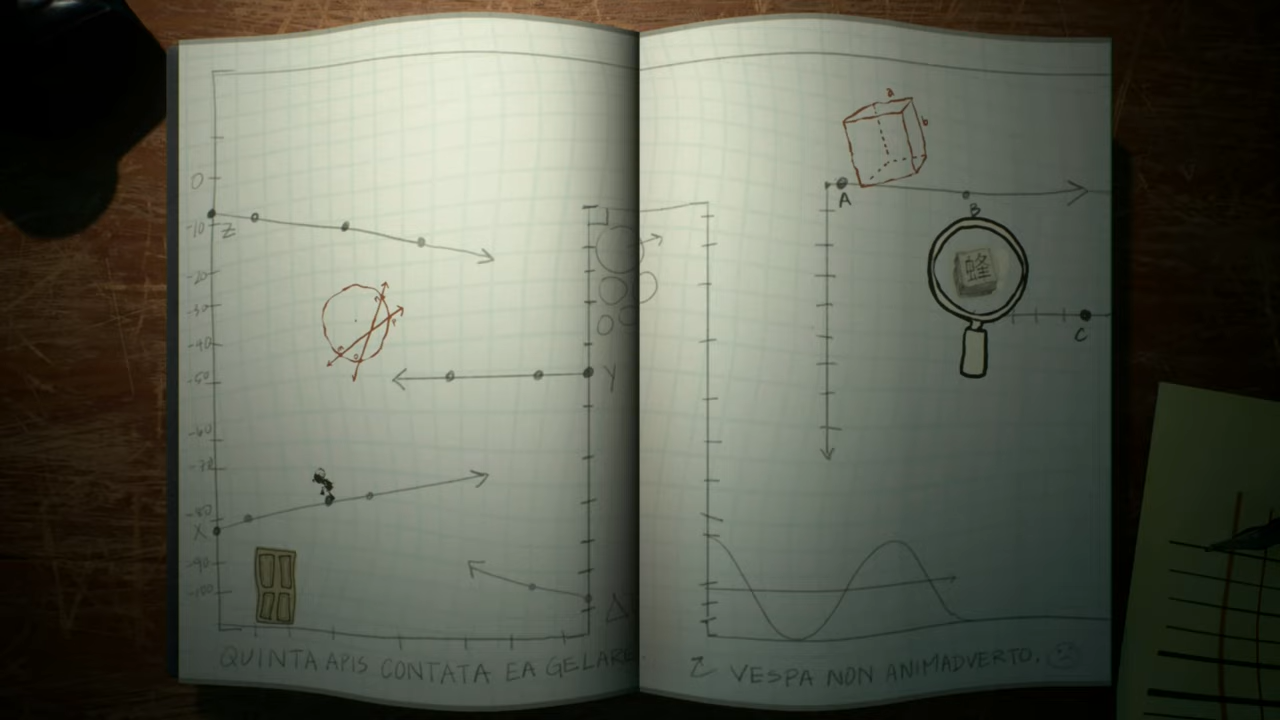 a
b
0
A
B
-10
Z
-20
蜂
-30
C
-40
-50
Y
-60
-70
-80
X
-90
-100
QUINTA APIS CONTATA EA GELARE
Z VESPA NON ANIMADVERTO.